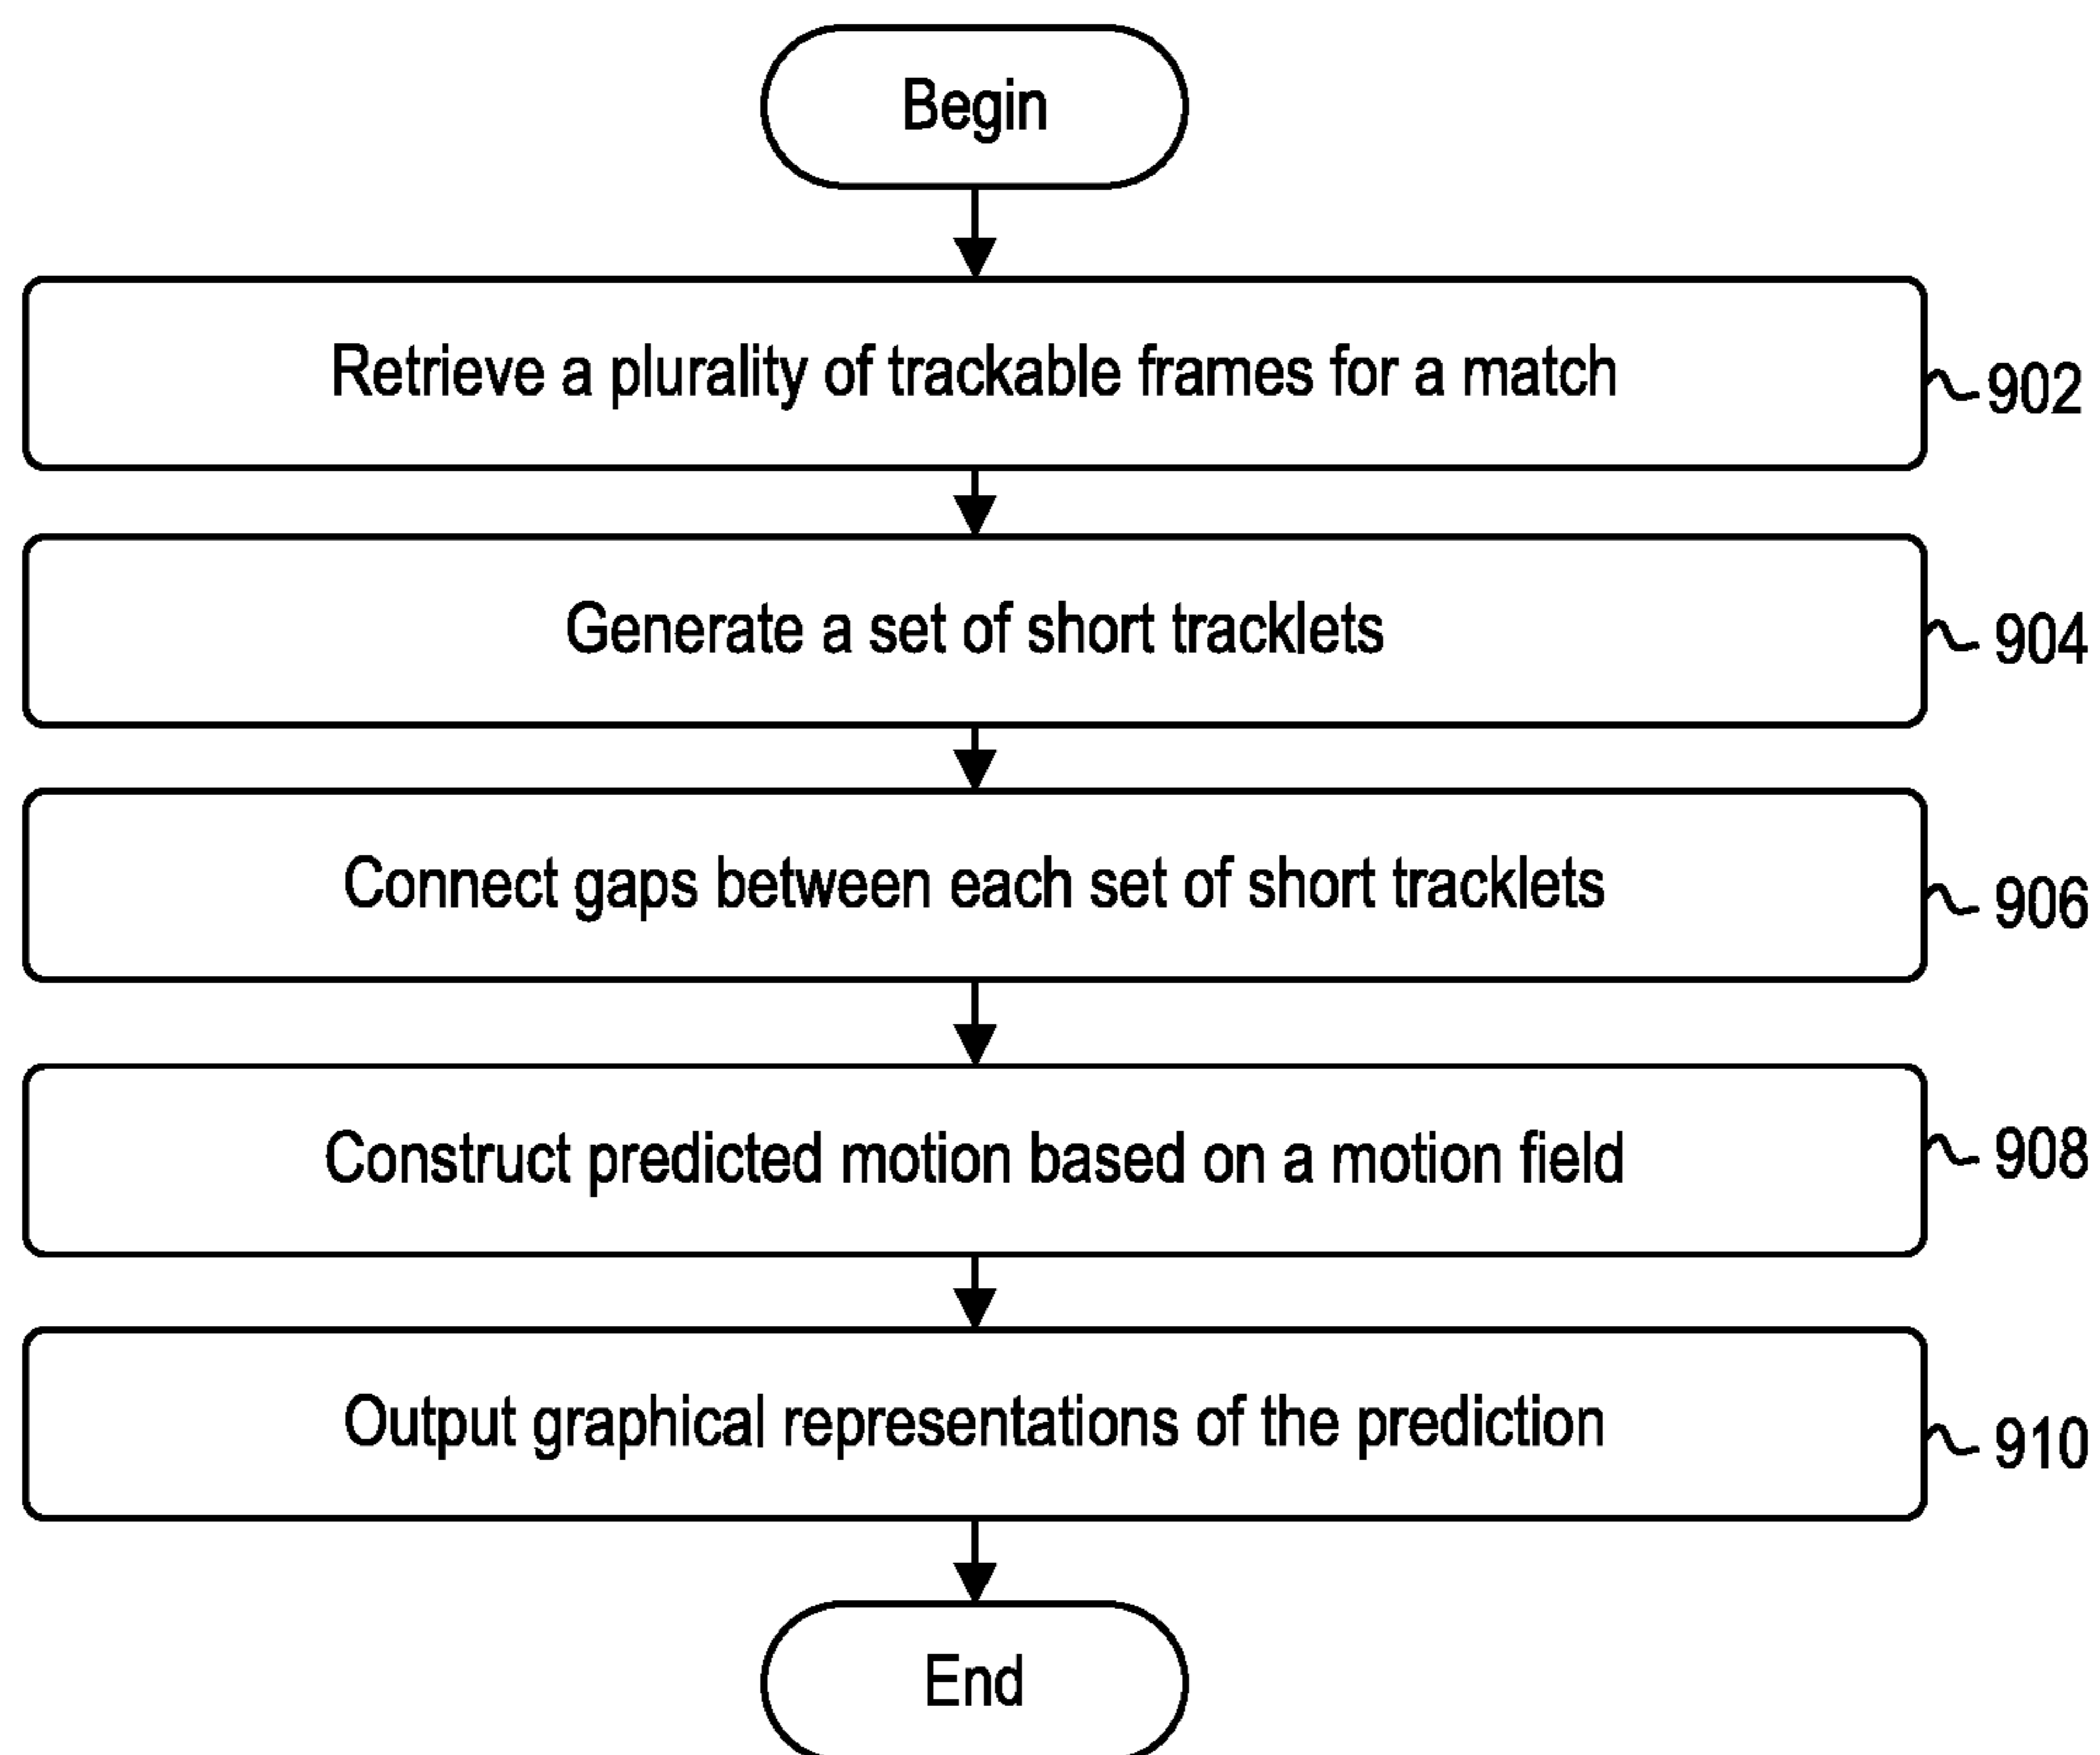 Begin
Retrieve a plurality of trackable frames for a match
902
Generate a set of short tracklets
904
Connect gaps between each set of short tracklets
906
Construct predicted motion based on a motion field
908
Output graphical representations of the prediction
910
End